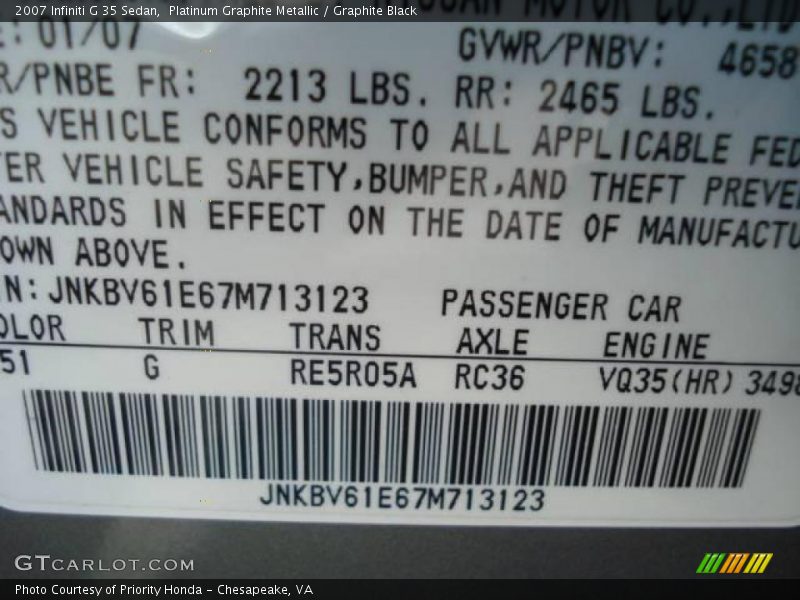 2007 Infiniti G 35 Sedan,  Platinum Graphite Metallic / Graphite Black
MOTOR CO.,LTD
: 01/07 GVWR/PNBV: 4658
R/PNBE FR: 2213 LBS. RR: 2465 LBS.
S VEHICLE CONFORMS TO ALL APPLICABLE FED
ER VEHICLE SAFETY,BUMPER,AND THEFT PREVE
ANDARDS IN EFFECT ON THE DATE OF MANUFACTU
OWN ABOVE.
N:JNKBV61E67M713123 PASSENGER CAR
OLOR TRIM TRANS AXLE ENGINE
51 G RE5R05A RC36 VQ35(HR) 3498
JNKBV61E67M713123
GTCARLOT.COM
Photo Courtesy of Priority Honda - Chesapeake, VA